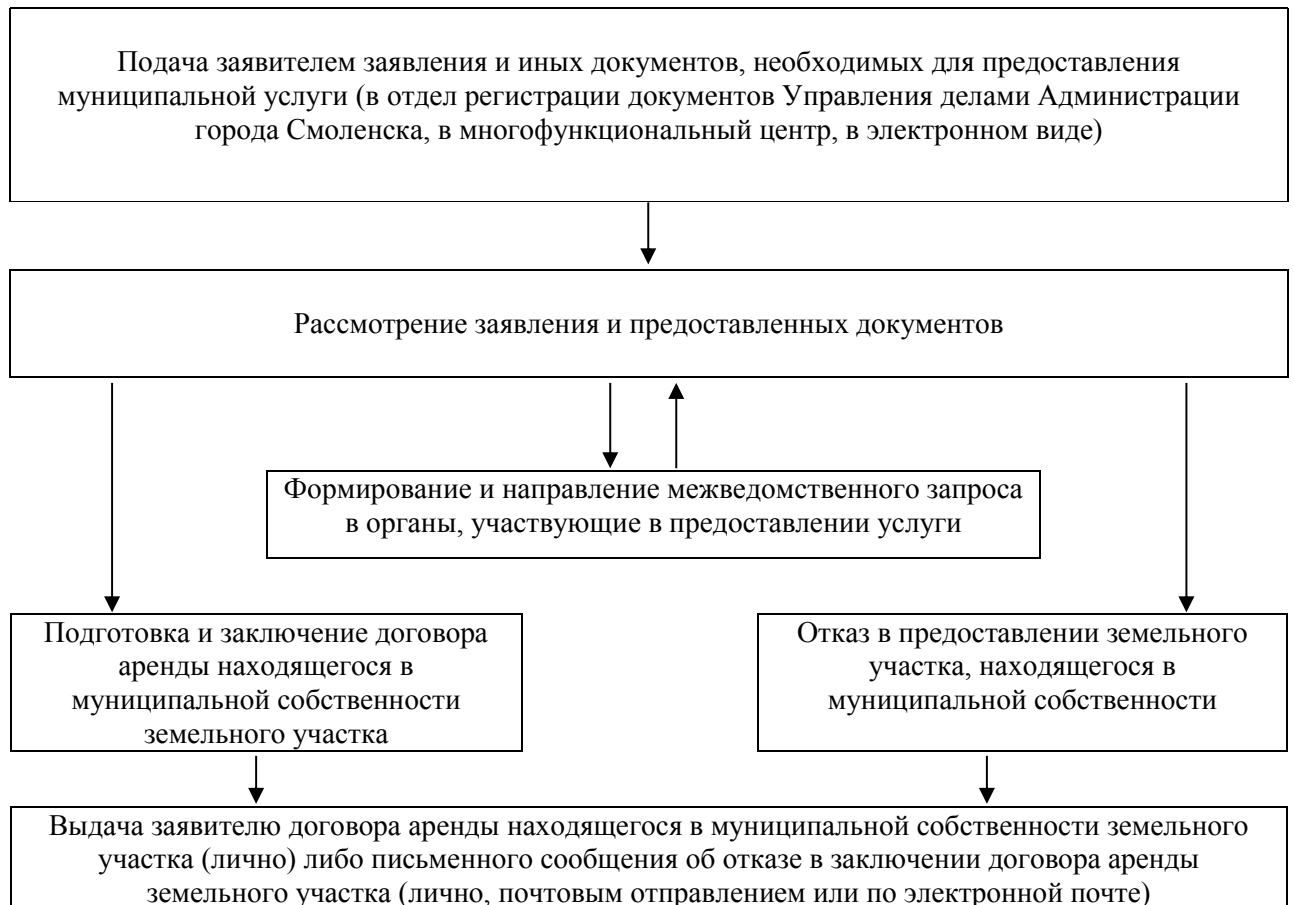 Подача заявителем заявления и иных документов, необходимых для предоставления
муниципальной услуги (в отдел регистрации документов Управления делами Администрации
города Смоленска, в многофункциональный центр, в электронном виде)
Рассмотрение заявления и предоставленных документов
Формирование и направление межведомственного запроса
в органы, участвующие в предоставлении услуги
Подготовка и заключение договора
аренды находящегося в
муниципальной собственности
земельного участка
Отказ в предоставлении земельного
участка, находящегося в
муниципальной собственности
Выдача заявителю договора аренды находящегося в муниципальной собственности земельного
участка (лично) либо письменного сообщения об отказе в заключении договора аренды
земельного участка (лично, почтовым отправлением или по электронной почте)